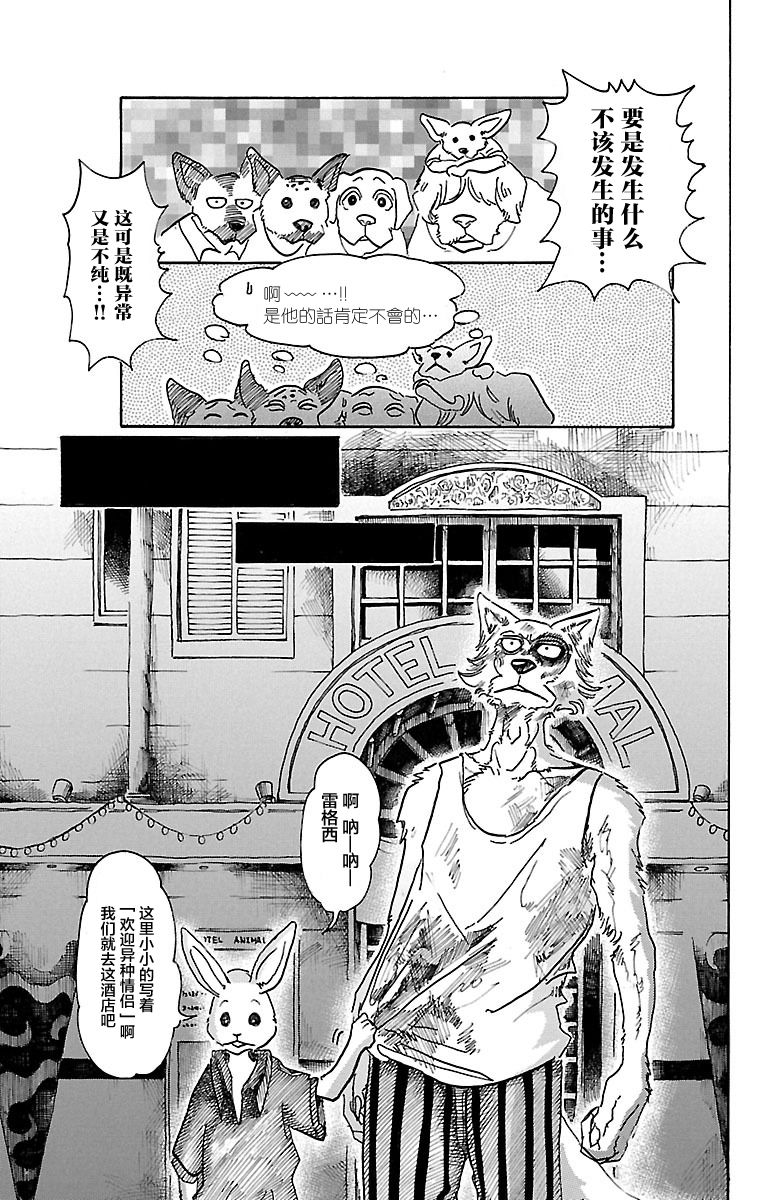 要是发生什么
不该发生的事…
这可是既异常
又是不纯…!!
啊~~~…!!
是他的話肯定不會的…
HOTEL
MAL
啊 呐——呐——
雷格西
HOTEL ANIMAL
这里小小的写着
「欢迎异种情侣」啊
我们就去这酒店吧